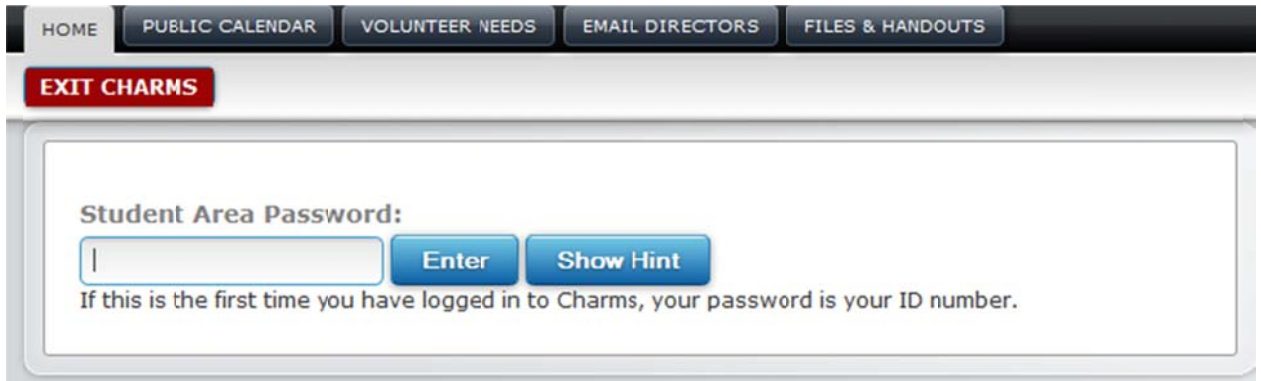 HOME PUBLIC CALENDAR VOLUNTEER NEEDS EMAIL DIRECTORS FILES & HANDOUTS
EXIT CHARMS
Student Area Password:
Enter Show Hint
If this is the first time you have logged in to Charms, your password is your ID number.